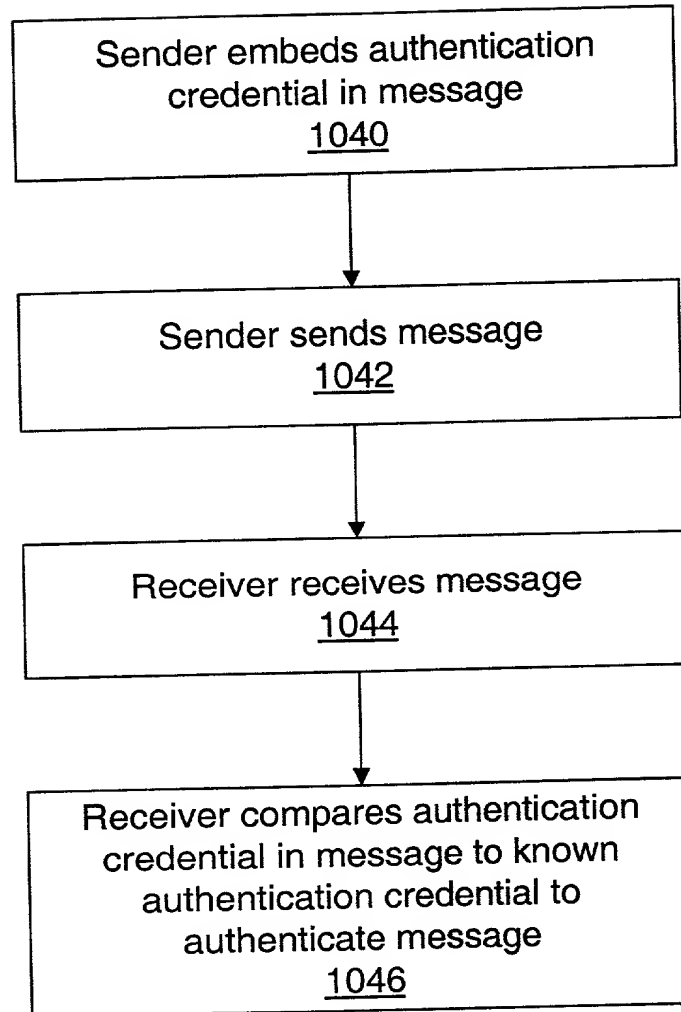 Sender embeds authentication
credential in message
1040
Sender sends message
1042
Receiver receives message
1044
Receiver compares authentication
credential in message to known
authentication credential to
authenticate message
1046